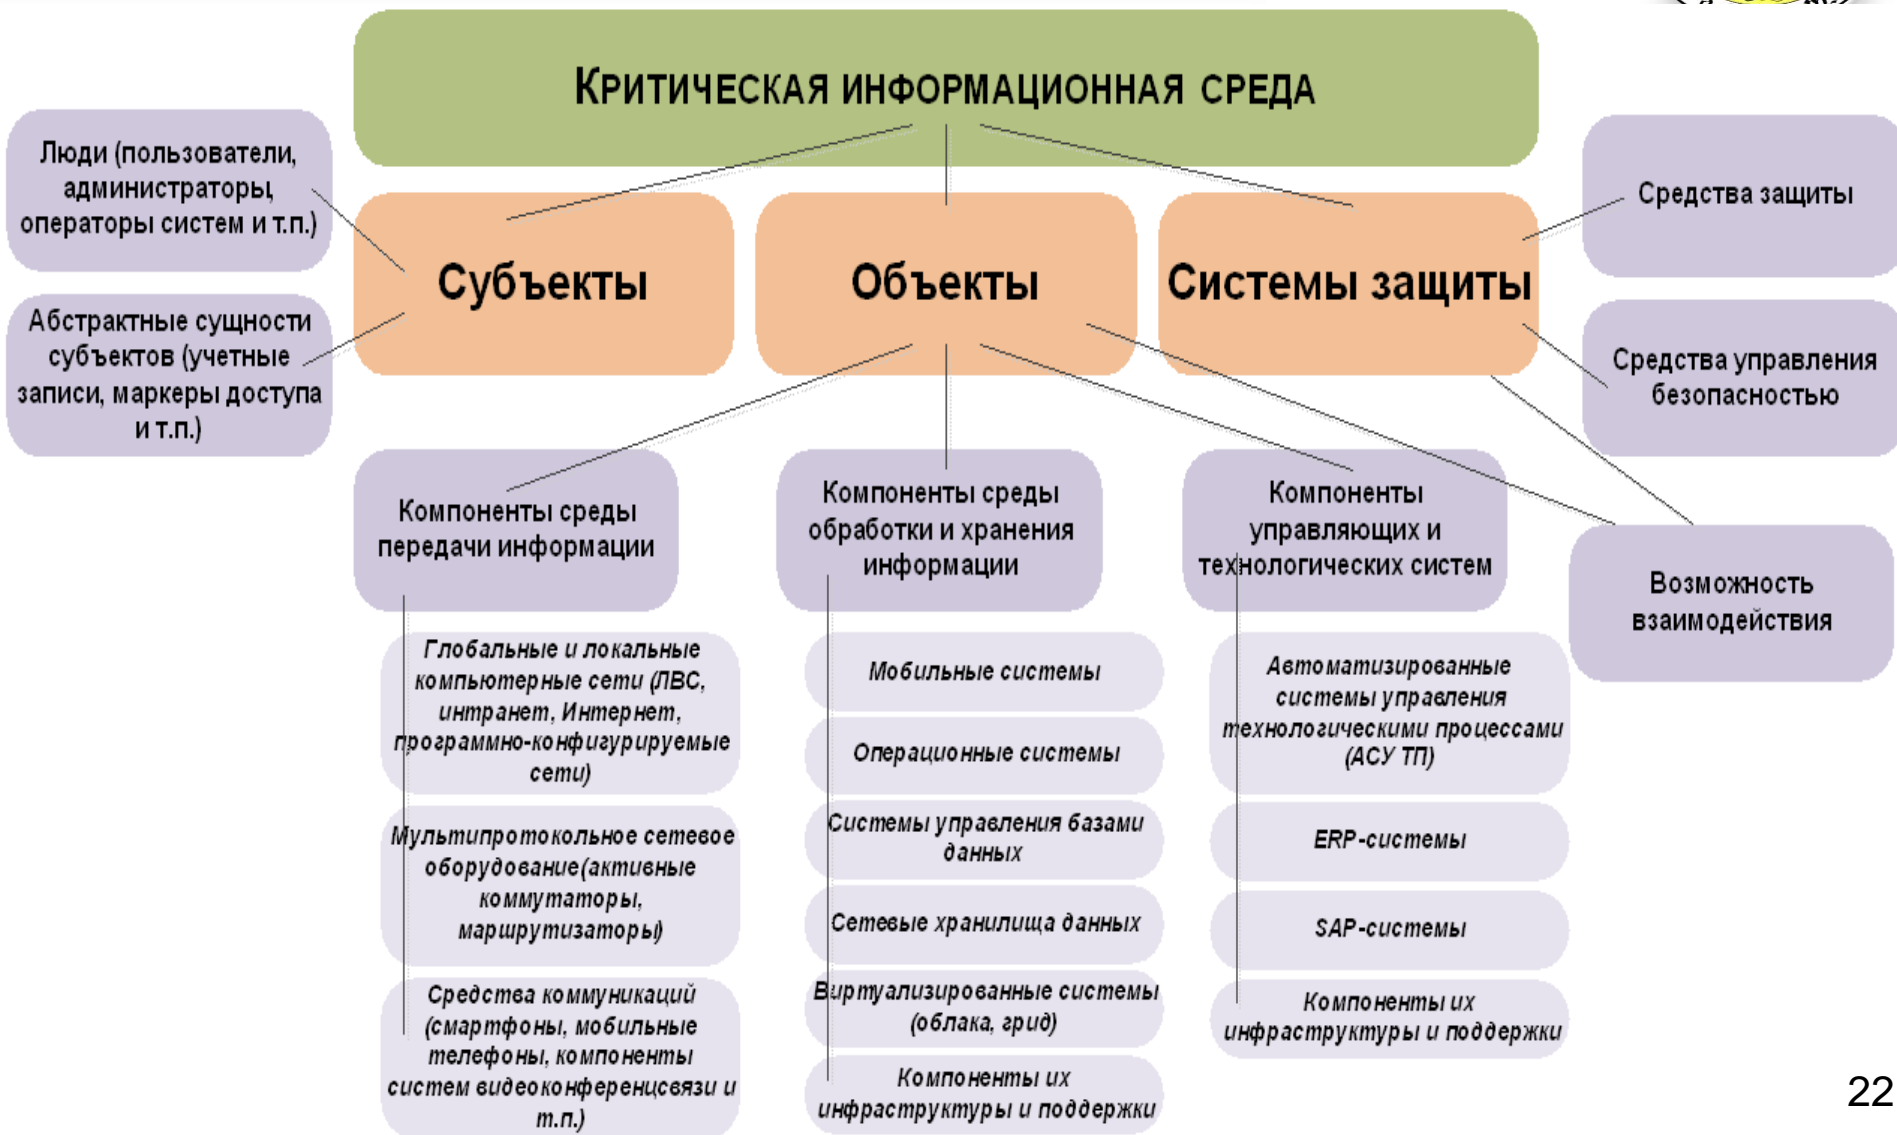 КРИТИЧЕСКАЯ ИНФОРМАЦИОННАЯ СРЕДА
Люди (пользователи,
администраторы,
операторы систем и т.п.)
Абстрактные сущности
субъектов (учетные
записи, маркеры доступа
и т.п.)
Субъекты
Объекты
Системы защиты
Средства защиты
Средства управления
безопасностью
Компоненты среды
передачи информации
Глобальные и локальные
компьютерные сети (ЛВС,
интранет, Интернет,
программно-конфигурируемые
сети)
Мультипротокольное сетевое
оборудование(активные
коммутаторы,
маршрутизаторы)
Средства коммуникаций
(смартфоны, мобильные
телефоны, компоненты
систем видеоконференцсвязи и
т.п.)
Компоненты среды
обработки и хранения
информации
Мобильные системы
Операционные системы
Системы управления базами
данных
Сетевые хранилища данных
Виртуализированные системы
(облака, грид)
Компоненты их
инфраструктуры и поддержки
Компоненты
управляющих и
технологических систем
Автоматизированные
системы управления
технологическими процессами
(АСУ ТП)
ERP-системы
SAP-системы
Компоненты их
инфраструктуры и поддержки
Возможность
взаимодействия
22